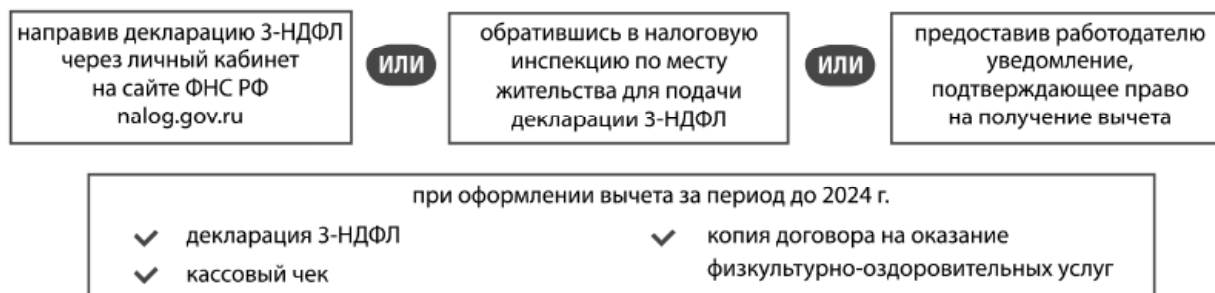 направив декларацию 3-НДФЛ
через личный кабинет
на сайте ФНС РФ
nalog.gov.ru
ИЛИ
обратившись в налоговую
инспекцию по месту
жительства для подачи
декларации 3-НДФЛ
ИЛИ
предоставив работодателю
уведомление,
подтверждающее право
на получение вычета
при оформлении вычета за период до 2024 г.
декларация 3-НДФЛ
кассовый чек
копия договора на оказание
физкультурно-оздоровительных услуг